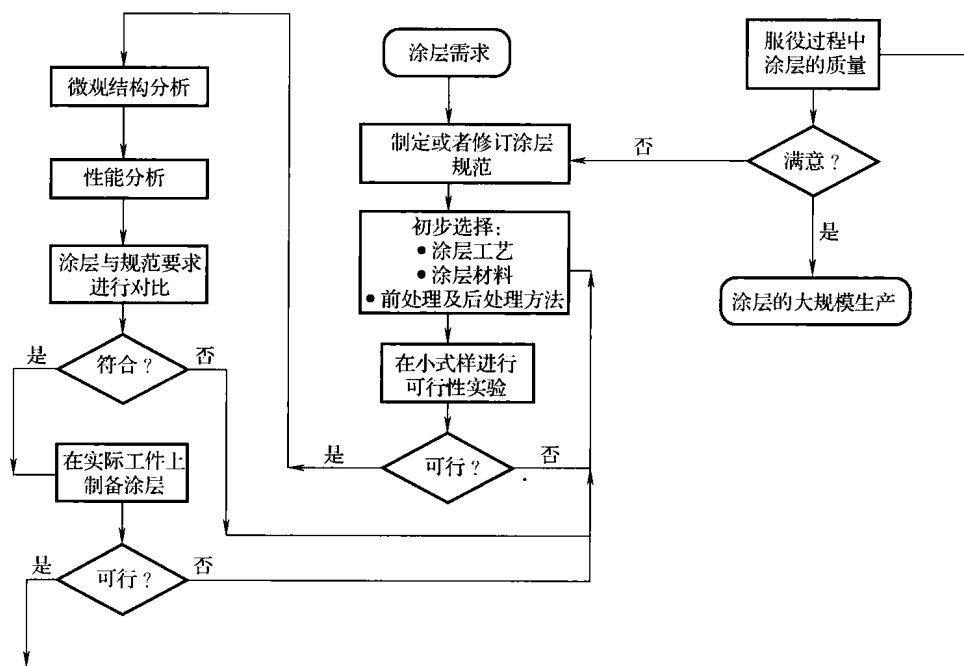 微观结构分析
性能分析
涂层与规范要求
进行对比
符合？
是
否
在实际工件上
制备涂层
可行？
是
否
涂层需求
制定或者修订涂层
规范
初步选择：
●涂层工艺
●涂层材料
●前处理及后处理方法
在小式样进行
可行性实验
可行？
是
否
服役过程中
涂层的质量
满意？
否
是
涂层的大规模生产